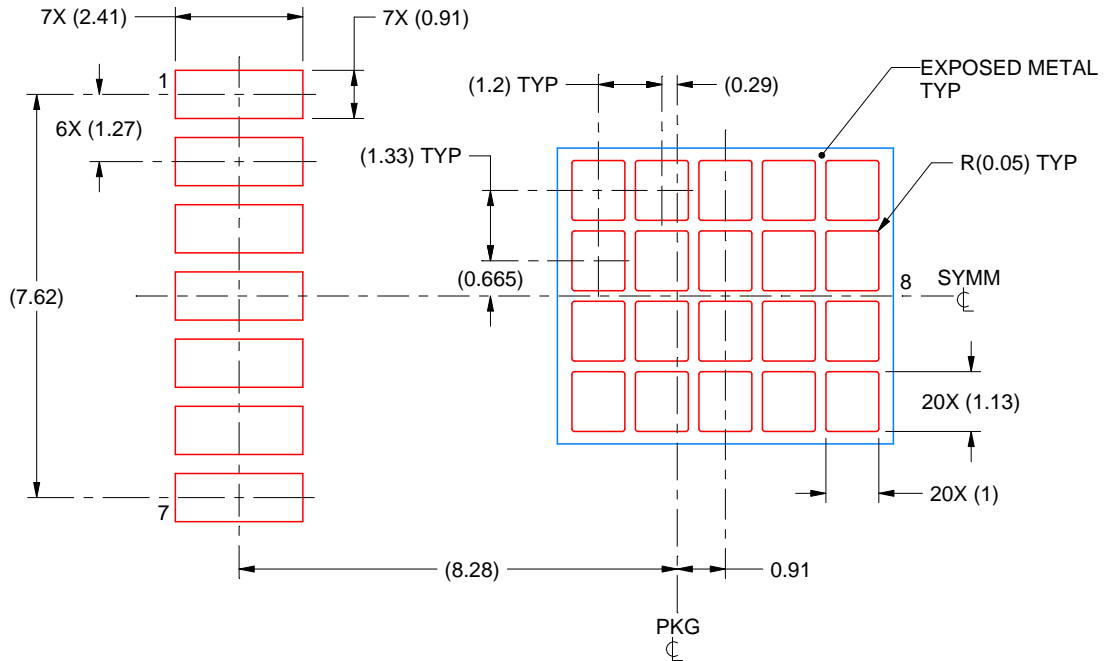 7X (2.41)
7X (0.91)
1
(1.2) TYP
(0.29)
EXPOSED METAL
TYP
6X (1.27)
(1.33) TYP
R(0.05) TYP
(7.62)
(0.665)
8
SYMM
℄
20X (1.13)
7
20X (1)
(8.28)
0.91
PKG
℄